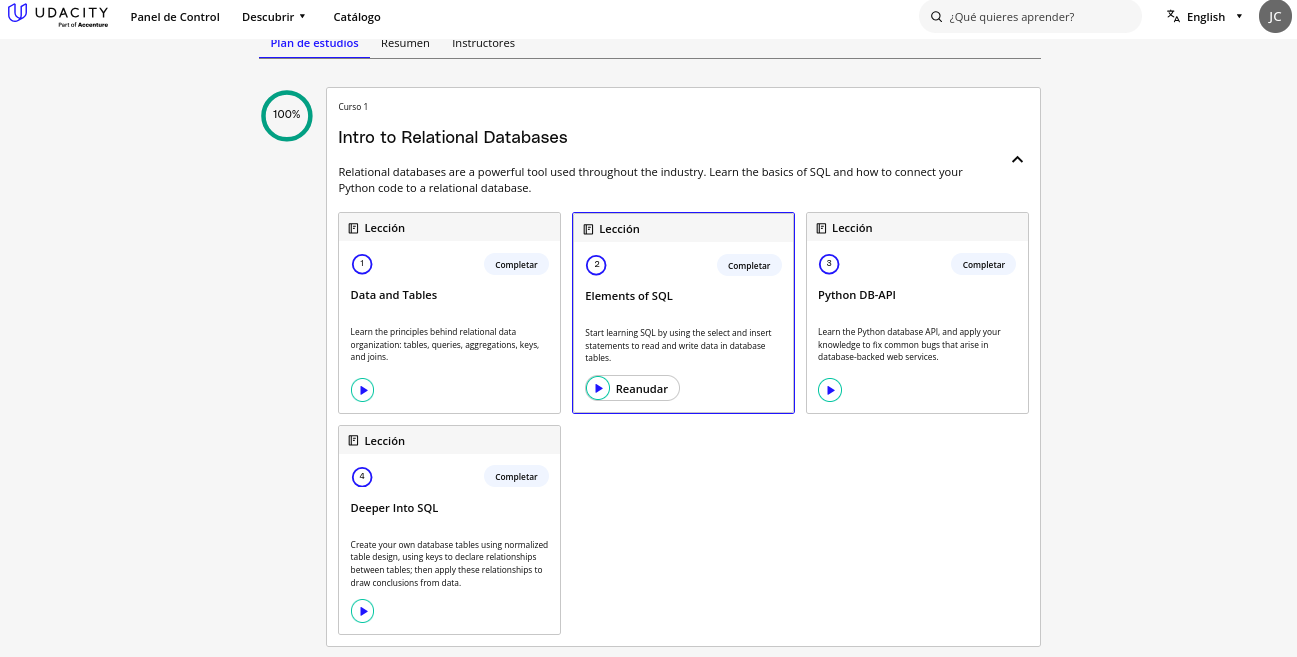 UDACITY
Part of Accenture
Panel de Control
Descubrir
Catálogo
¿Qué quieres aprender?
English
JC
Plan de estudios
Resumen
Instructores
100%
Curso 1
Intro to Relational Databases
Relational databases are a powerful tool used throughout the industry. Learn the basics of SQL and how to connect your
Python code to a relational database.
Lección
1
Completar
Data and Tables
Learn the principles behind relational data
organization: tables, queries, aggregations, keys,
and joins.
Lección
2
Completar
Elements of SQL
Start learning SQL by using the select and insert
statements to read and write data in database
tables.
Reanudar
Lección
3
Completar
Python DB-API
Learn the Python database API, and apply your
knowledge to fix common bugs that arise in
database-backed web services.
Lección
4
Completar
Deeper Into SQL
Create your own database tables using normalized
table design, using keys to declare relationships
between tables; then apply these relationships to
draw conclusions from data.